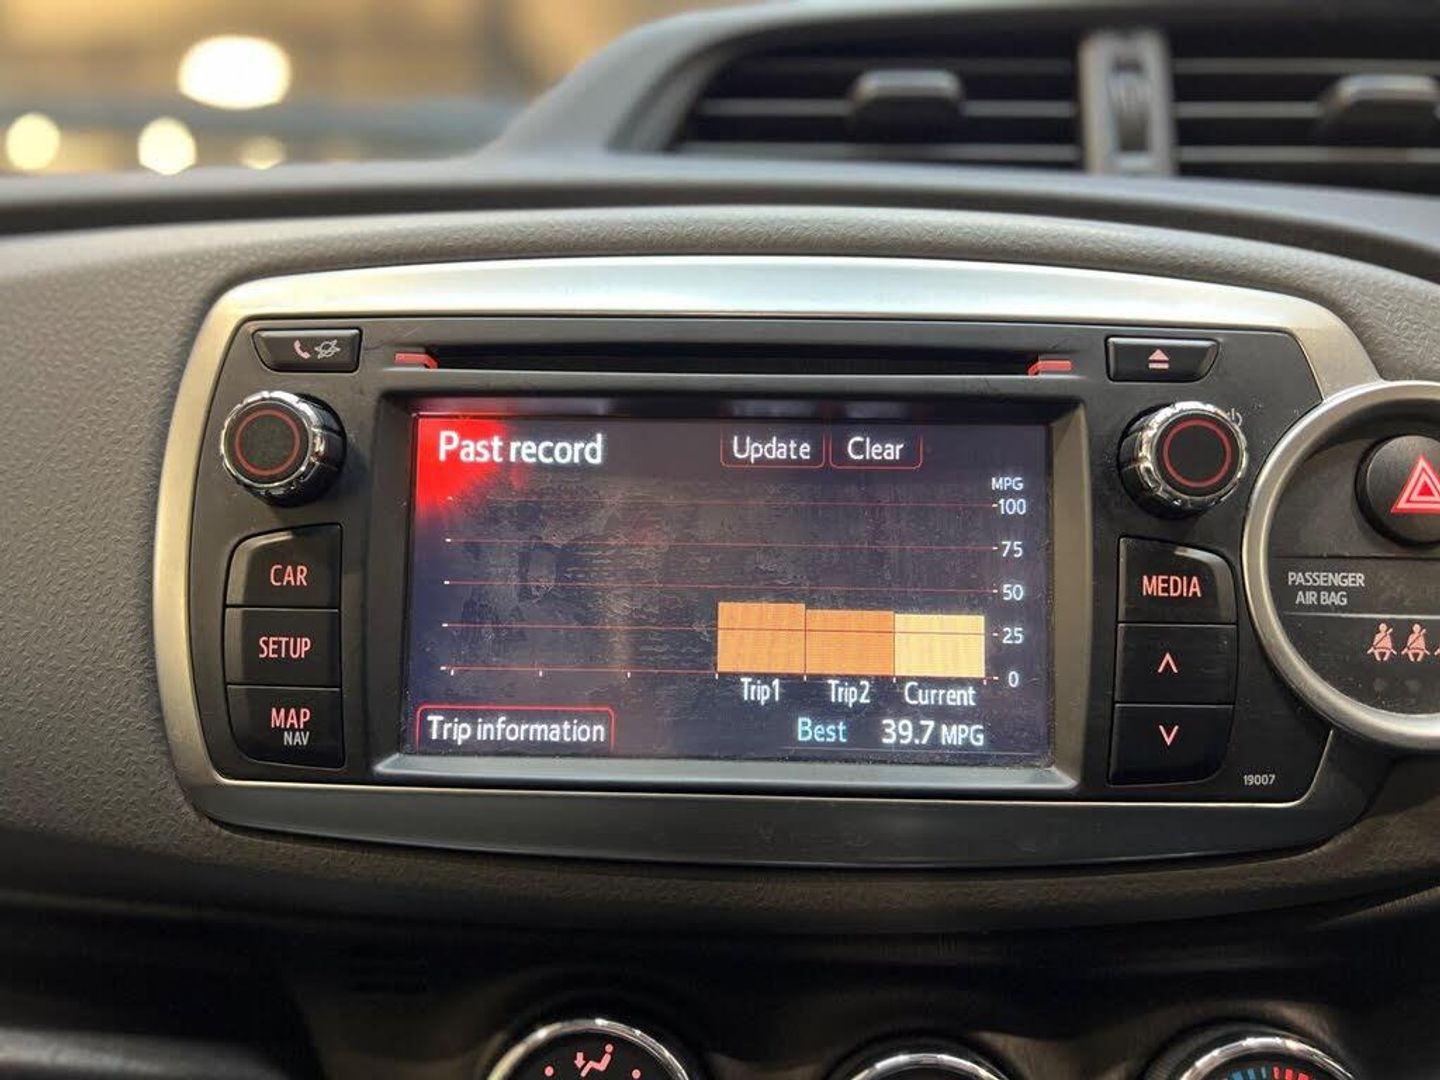 Past record
Update
Clear
MPG
100
75
50
25
0
Trip1
Trip2
Current
Trip information
Best
39.7 MPG
CAR
SETUP
MAP
NAV
MEDIA
19007
PASSENGER
AIR BAG